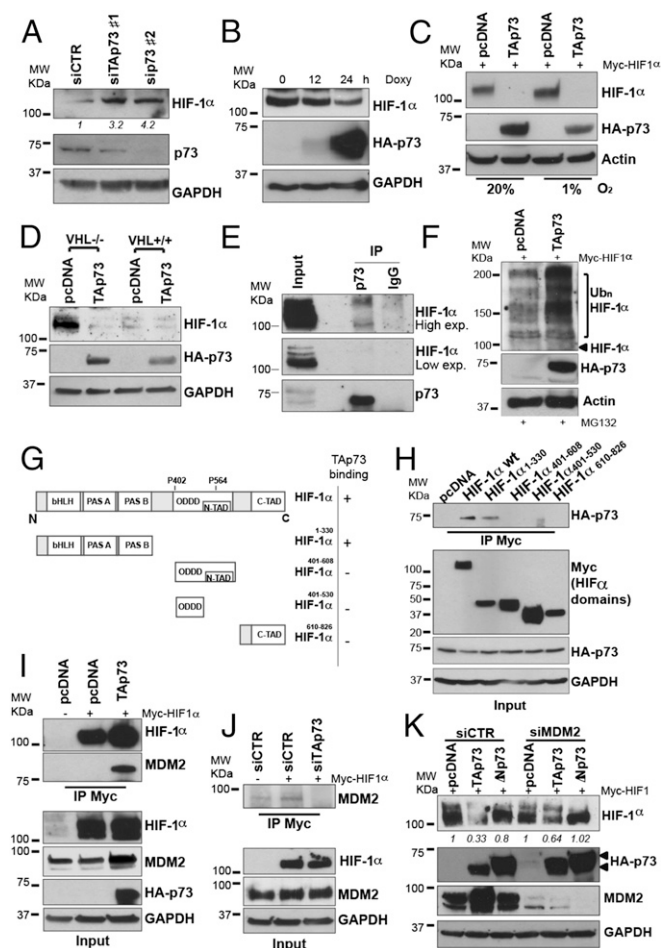 A
siCTR
siTAp73 ♯1
sip73 ♯2
MW
KDa
100
HIF-1α
1 3.2 4.2
75
50
p73
37
GAPDH
B
0 12 24 h Doxy
MW
KDa
100
HIF-1α
75
HA-p73
37
GAPDH
C
pcDNA
TAp73
pcDNA
TAp73
+ + + + Myc-HIF1α
MW
KDa
100
HIF-1α
75
HA-p73
37
Actin
20% 1% O₂
D
VHL-/- VHL+/+
pcDNA
TAp73
pcDNA
TAp73
MW
KDa
100
HIF-1α
75
50
HA-p73
37
GAPDH
E
IP
Input
p73
IgG
MW
KDa
100
HIF-1α
High exp.
100
HIF-1α
Low exp.
75
p73
F
pcDNA
TAp73
+ + Myc-HIF1α
MW
KDa
200
150
100
Ubn
HIF-1α
HIF-1α
75
HA-p73
37
Actin
+ + MG132
G
TAp73
binding
P402 P564
bHLH PAS A PAS B ODDD N-TAD C-TAD
HIF-1α +
N C
bHLH PAS A PAS B
1-330
HIF-1α +
ODDD N-TAD
401-608
HIF-1α -
ODDD
401-530
HIF-1α -
C-TAD
610-826
HIF-1α -
H
pcDNA
HIF-1α wt
HIF-1α 1-330
HIF-1α 401-608
HIF-1α401-530
HIF-1α 610-826
75
HA-p73
IP Myc
100
75
50
37
20
Myc
(HIFα
domains)
75
HA-p73
37
GAPDH
Input
I
pcDNA
pcDNA
TAp73
- + + Myc-HIF1α
MW
KDa
100
HIF-1α
75
MDM2
IP Myc
100
HIF-1α
100
MDM2
75
HA-p73
37
GAPDH
Input
J
siCTR
siCTR
siTAp73
- + + Myc-HIF1α
MW
KDa
100
MDM2
IP Myc
100
HIF-1α
75
MDM2
37
GAPDH
Input
K
siCTR siMDM2
pcDNA
TAp73
ΔNp73
pcDNA
TAp73
ΔNp73
+ + + + + + Myc-HIF1
MW
KDa
100
HIF-1α
1 0.33 0.8 1 0.64 1.02
75
HA-p73
100
75
MDM2
37
GAPDH